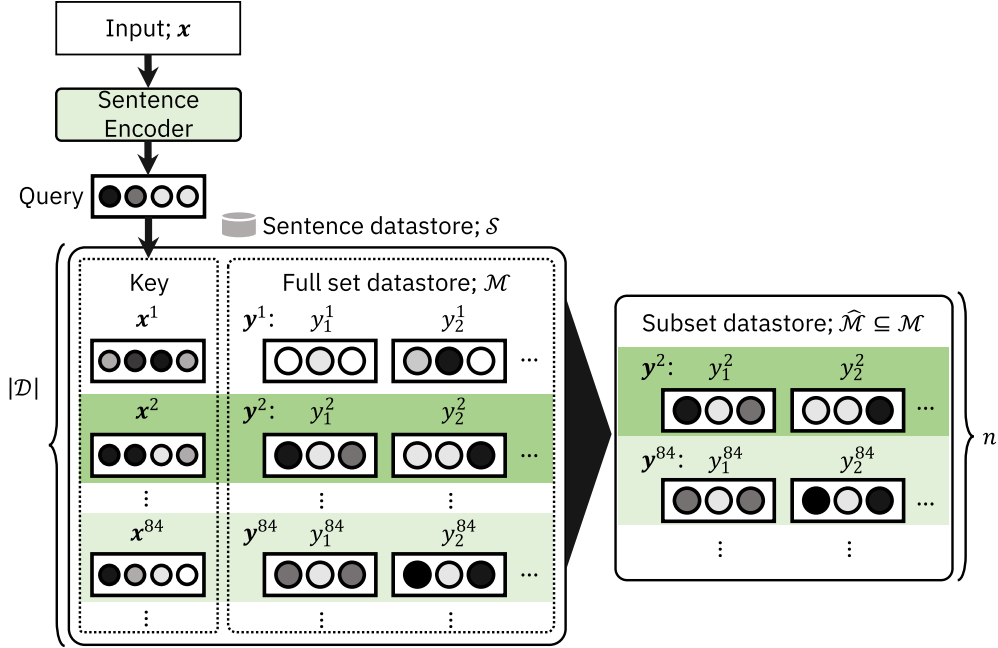 Input; 𝒙
Sentence
Encoder
Query
Sentence datastore; 𝒮
Key
Full set datastore; ℳ
𝒙¹
𝒚¹: y₁¹ y₂¹
...
|𝒟|
𝒙²
𝒚²: y₁² y₂²
...
⋮ ⋮ ⋮
𝒙⁸⁴
𝒚⁸⁴ y₁⁸⁴ y₂⁸⁴
...
⋮ ⋮ ⋮
Subset datastore; ℳ̂ ⊆ ℳ
𝒚²: y₁² y₂²
...
𝒚⁸⁴: y₁⁸⁴ y₂⁸⁴
...
⋮ ⋮
n